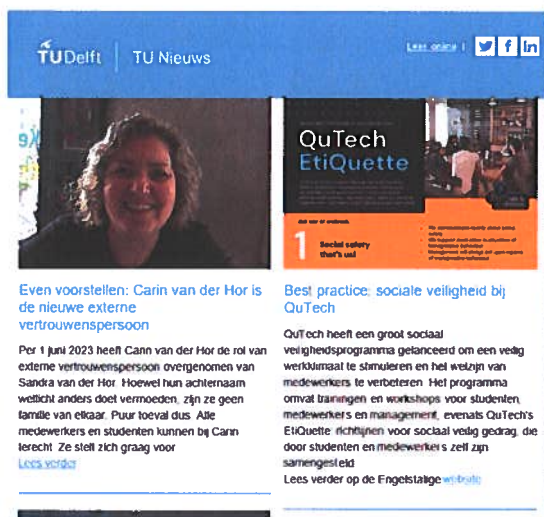 TUDelft
TU Nieuws
Lees online
QuTech
EtiQuette
1
Social safety
that's us!
Even voorstellen: Carin van der Hor is
de nieuwe externe
vertrouwenspersoon
Per 1 juni 2023 heeft Carin van der Hor de rol van
externe vertrouwenspersoon overgenomen van
Sandra van der Hor. Hoewel hun achternaam
wellicht anders doet vermoeden, zijn ze geen
familie van elkaar. Puur toeval dus. Alle
medewerkers en studenten kunnen bij Carin
terecht. Ze stelt zich graag voor.
Lees verder
Best practice: sociale veiligheid bij
QuTech
QuTech heeft een groot sociaal
veiligheidsprogramma gelanceerd om een veilig
werkklimaat te stimuleren en het welzijn van
medewerkers te verbeteren. Het programma
omvat trainingen en workshops voor studenten,
medewerkers en management, evenals QuTech's
EtiQuette: richtlijnen voor sociaal veilig gedrag, die
door studenten en medewerkers zelf zijn
samengesteld.
Lees verder op de Engelstalige website